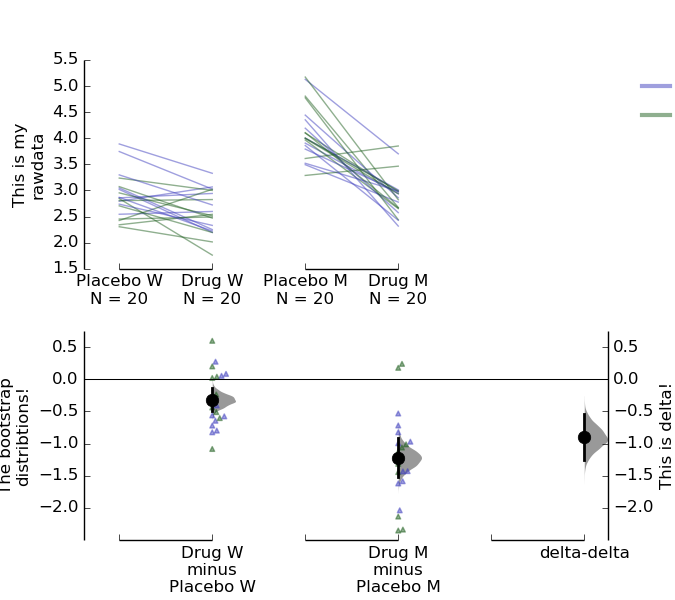 This is my
rawdata
5.5
5.0
4.5
4.0
3.5
3.0
2.5
2.0
1.5
Placebo W
N = 20
Drug W
N = 20
Placebo M
N = 20
Drug M
N = 20
The bootstrap
distribtions!
0.5
0.0
−0.5
−1.0
−1.5
−2.0
Drug W
minus
Placebo W
Drug M
minus
Placebo M
delta-delta
0.5
0.0
−0.5
−1.0
−1.5
−2.0
This is delta!